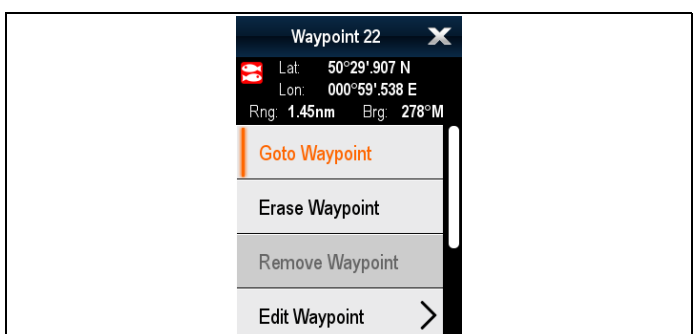 Waypoint 22
Lat: 50°29'.907 N
Lon: 000°59'.538 E
Rng: 1.45nm Brg: 278°M
Goto Waypoint
Erase Waypoint
Remove Waypoint
Edit Waypoint